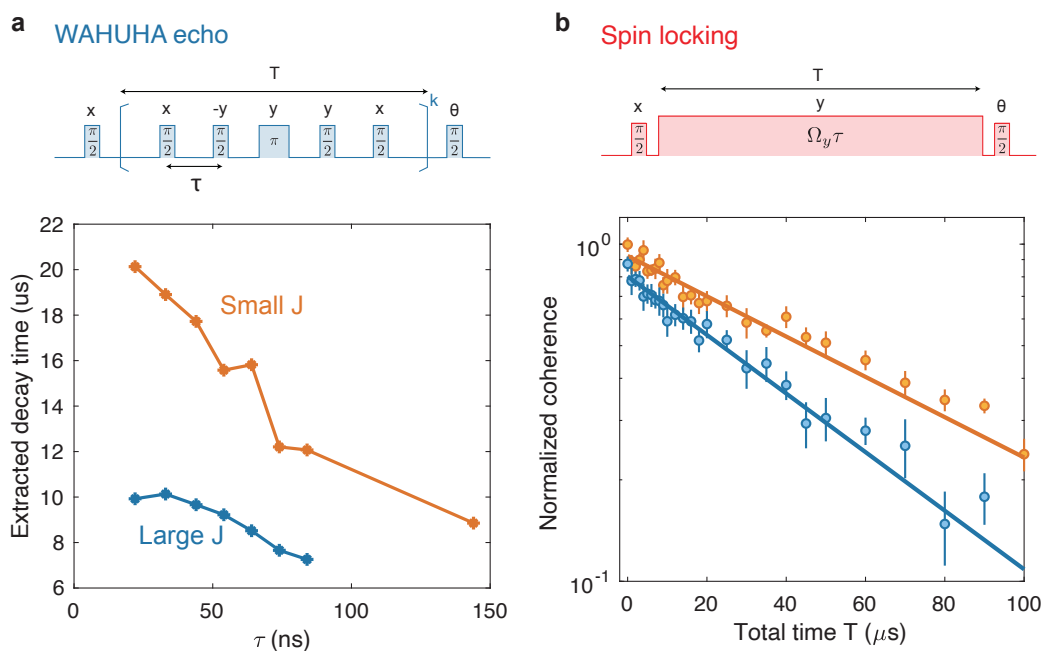 a WAHUHA echo
T
x x -y y y x k θ
π/2 π/2 π/2 π π/2 π/2 π/2
τ
Extracted decay time (us)
22
20
18
16
14
12
10
8
6
Small J
Large J
0 50 100 150
τ (ns)
b Spin locking
T
x y θ
π/2 Ω_y τ π/2
Normalized coherence
10^0
10^-1
0 20 40 60 80 100
Total time T (μs)